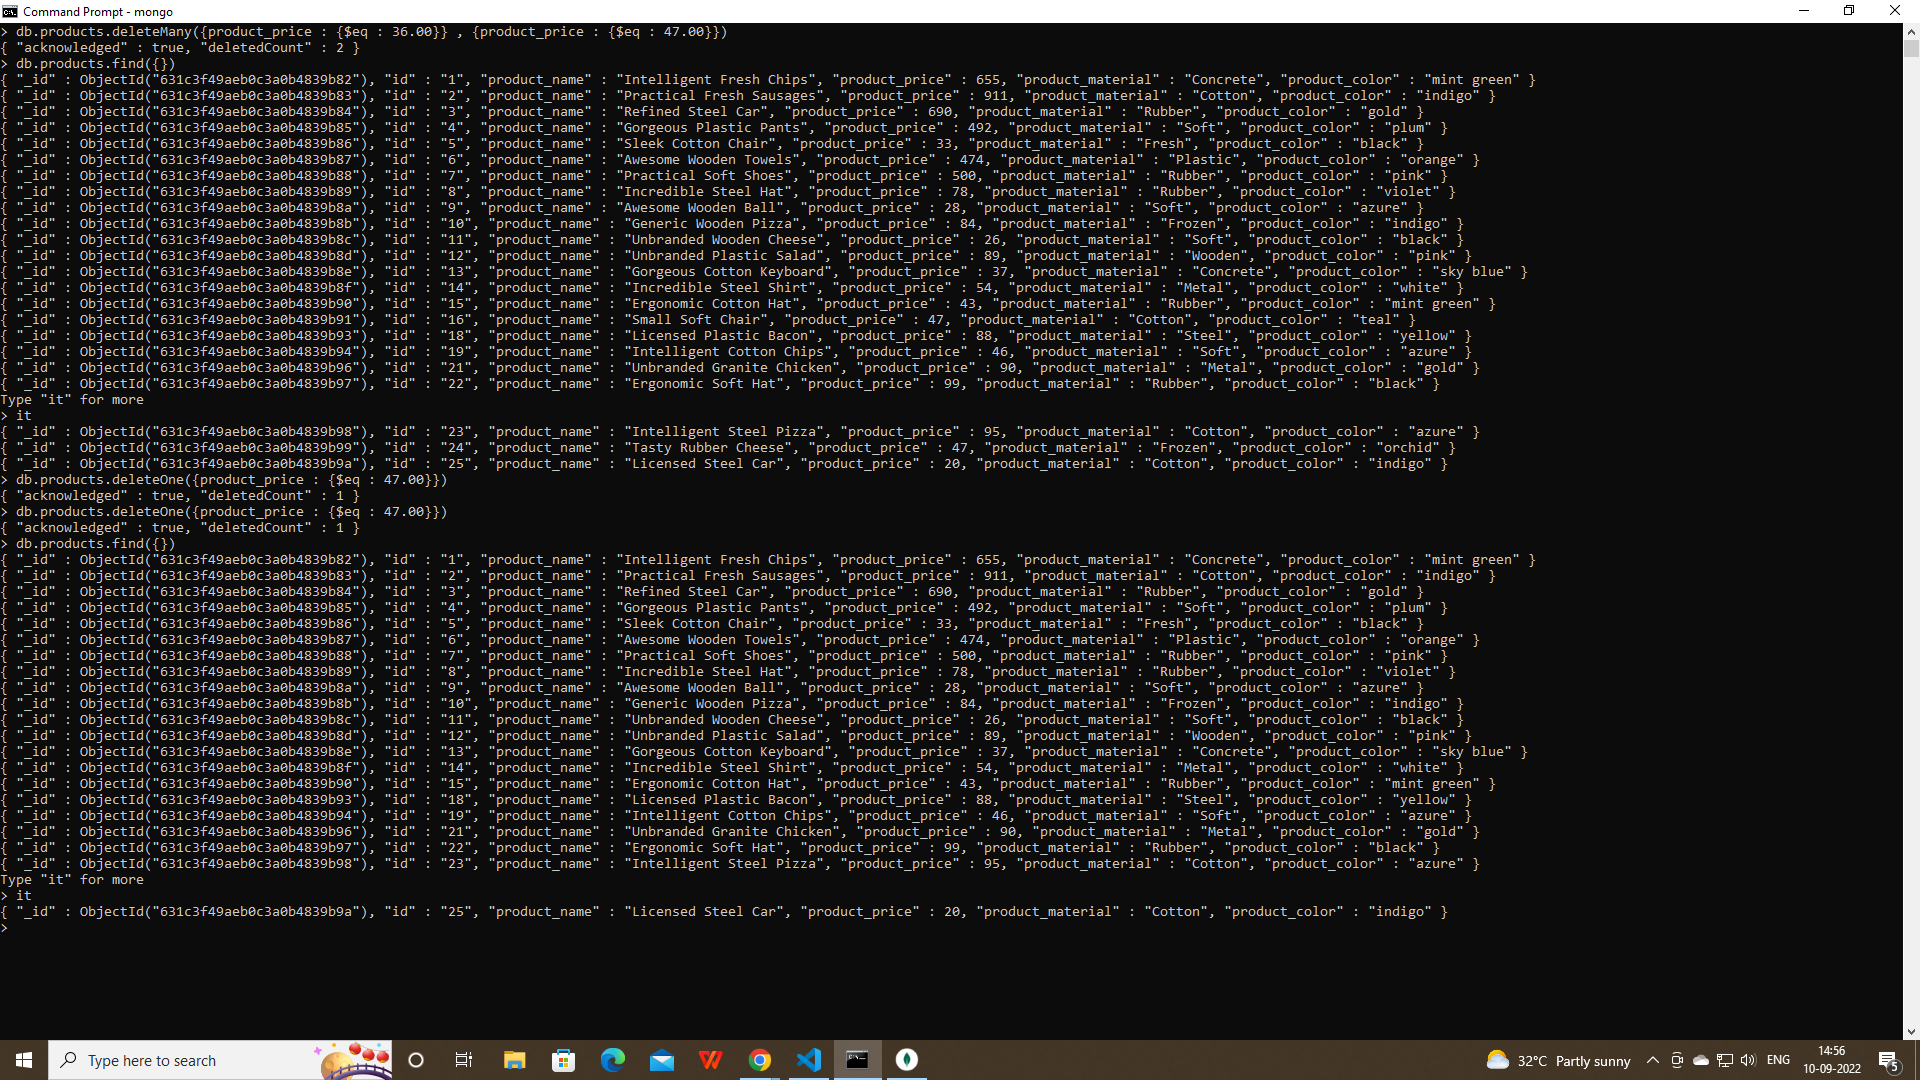 Command Prompt - mongo
> db.products.deleteMany({product_price : {$eq : 36.00}} , {product_price : {$eq : 47.00}})
{ "acknowledged" : true, "deletedCount" : 2 }
> db.products.find({})
{ "_id" : ObjectId("631c3f49aeb0c3a0b4839b82"), "id" : "1", "product_name" : "Intelligent Fresh Chips", "product_price" : 655, "product_material" : "Concrete", "product_color" : "mint green" }
{ "_id" : ObjectId("631c3f49aeb0c3a0b4839b83"), "id" : "2", "product_name" : "Practical Fresh Sausages", "product_price" : 911, "product_material" : "Cotton", "product_color" : "indigo" }
{ "_id" : ObjectId("631c3f49aeb0c3a0b4839b84"), "id" : "3", "product_name" : "Refined Steel Car", "product_price" : 690, "product_material" : "Rubber", "product_color" : "gold" }
{ "_id" : ObjectId("631c3f49aeb0c3a0b4839b85"), "id" : "4", "product_name" : "Gorgeous Plastic Pants", "product_price" : 492, "product_material" : "Soft", "product_color" : "plum" }
{ "_id" : ObjectId("631c3f49aeb0c3a0b4839b86"), "id" : "5", "product_name" : "Sleek Cotton Chair", "product_price" : 33, "product_material" : "Fresh", "product_color" : "black" }
{ "_id" : ObjectId("631c3f49aeb0c3a0b4839b87"), "id" : "6", "product_name" : "Awesome Wooden Towels", "product_price" : 474, "product_material" : "Plastic", "product_color" : "orange" }
{ "_id" : ObjectId("631c3f49aeb0c3a0b4839b88"), "id" : "7", "product_name" : "Practical Soft Shoes", "product_price" : 500, "product_material" : "Rubber", "product_color" : "pink" }
{ "_id" : ObjectId("631c3f49aeb0c3a0b4839b89"), "id" : "8", "product_name" : "Incredible Steel Hat", "product_price" : 78, "product_material" : "Rubber", "product_color" : "violet" }
{ "_id" : ObjectId("631c3f49aeb0c3a0b4839b8a"), "id" : "9", "product_name" : "Awesome Wooden Ball", "product_price" : 28, "product_material" : "Soft", "product_color" : "azure" }
{ "_id" : ObjectId("631c3f49aeb0c3a0b4839b8b"), "id" : "10", "product_name" : "Generic Wooden Pizza", "product_price" : 84, "product_material" : "Frozen", "product_color" : "indigo" }
{ "_id" : ObjectId("631c3f49aeb0c3a0b4839b8c"), "id" : "11", "product_name" : "Unbranded Wooden Cheese", "product_price" : 26, "product_material" : "Soft", "product_color" : "black" }
{ "_id" : ObjectId("631c3f49aeb0c3a0b4839b8d"), "id" : "12", "product_name" : "Unbranded Plastic Salad", "product_price" : 89, "product_material" : "Wooden", "product_color" : "pink" }
{ "_id" : ObjectId("631c3f49aeb0c3a0b4839b8e"), "id" : "13", "product_name" : "Gorgeous Cotton Keyboard", "product_price" : 37, "product_material" : "Concrete", "product_color" : "sky blue" }
{ "_id" : ObjectId("631c3f49aeb0c3a0b4839b8f"), "id" : "14", "product_name" : "Incredible Steel Shirt", "product_price" : 54, "product_material" : "Metal", "product_color" : "white" }
{ "_id" : ObjectId("631c3f49aeb0c3a0b4839b90"), "id" : "15", "product_name" : "Ergonomic Cotton Hat", "product_price" : 43, "product_material" : "Rubber", "product_color" : "mint green" }
{ "_id" : ObjectId("631c3f49aeb0c3a0b4839b91"), "id" : "16", "product_name" : "Small Soft Chair", "product_price" : 47, "product_material" : "Cotton", "product_color" : "teal" }
{ "_id" : ObjectId("631c3f49aeb0c3a0b4839b93"), "id" : "18", "product_name" : "Licensed Plastic Bacon", "product_price" : 88, "product_material" : "Steel", "product_color" : "yellow" }
{ "_id" : ObjectId("631c3f49aeb0c3a0b4839b94"), "id" : "19", "product_name" : "Intelligent Cotton Chips", "product_price" : 46, "product_material" : "Soft", "product_color" : "azure" }
{ "_id" : ObjectId("631c3f49aeb0c3a0b4839b96"), "id" : "21", "product_name" : "Unbranded Granite Chicken", "product_price" : 90, "product_material" : "Metal", "product_color" : "gold" }
{ "_id" : ObjectId("631c3f49aeb0c3a0b4839b97"), "id" : "22", "product_name" : "Ergonomic Soft Hat", "product_price" : 99, "product_material" : "Rubber", "product_color" : "black" }
Type "it" for more
> it
{ "_id" : ObjectId("631c3f49aeb0c3a0b4839b98"), "id" : "23", "product_name" : "Intelligent Steel Pizza", "product_price" : 95, "product_material" : "Cotton", "product_color" : "azure" }
{ "_id" : ObjectId("631c3f49aeb0c3a0b4839b99"), "id" : "24", "product_name" : "Tasty Rubber Cheese", "product_price" : 47, "product_material" : "Frozen", "product_color" : "orchid" }
{ "_id" : ObjectId("631c3f49aeb0c3a0b4839b9a"), "id" : "25", "product_name" : "Licensed Steel Car", "product_price" : 20, "product_material" : "Cotton", "product_color" : "indigo" }
> db.products.deleteOne({product_price : {$eq : 47.00}})
{ "acknowledged" : true, "deletedCount" : 1 }
> db.products.deleteOne({product_price : {$eq : 47.00}})
{ "acknowledged" : true, "deletedCount" : 1 }
> db.products.find({})
{ "_id" : ObjectId("631c3f49aeb0c3a0b4839b82"), "id" : "1", "product_name" : "Intelligent Fresh Chips", "product_price" : 655, "product_material" : "Concrete", "product_color" : "mint green" }
{ "_id" : ObjectId("631c3f49aeb0c3a0b4839b83"), "id" : "2", "product_name" : "Practical Fresh Sausages", "product_price" : 911, "product_material" : "Cotton", "product_color" : "indigo" }
{ "_id" : ObjectId("631c3f49aeb0c3a0b4839b84"), "id" : "3", "product_name" : "Refined Steel Car", "product_price" : 690, "product_material" : "Rubber", "product_color" : "gold" }
{ "_id" : ObjectId("631c3f49aeb0c3a0b4839b85"), "id" : "4", "product_name" : "Gorgeous Plastic Pants", "product_price" : 492, "product_material" : "Soft", "product_color" : "plum" }
{ "_id" : ObjectId("631c3f49aeb0c3a0b4839b86"), "id" : "5", "product_name" : "Sleek Cotton Chair", "product_price" : 33, "product_material" : "Fresh", "product_color" : "black" }
{ "_id" : ObjectId("631c3f49aeb0c3a0b4839b87"), "id" : "6", "product_name" : "Awesome Wooden Towels", "product_price" : 474, "product_material" : "Plastic", "product_color" : "orange" }
{ "_id" : ObjectId("631c3f49aeb0c3a0b4839b88"), "id" : "7", "product_name" : "Practical Soft Shoes", "product_price" : 500, "product_material" : "Rubber", "product_color" : "pink" }
{ "_id" : ObjectId("631c3f49aeb0c3a0b4839b89"), "id" : "8", "product_name" : "Incredible Steel Hat", "product_price" : 78, "product_material" : "Rubber", "product_color" : "violet" }
{ "_id" : ObjectId("631c3f49aeb0c3a0b4839b8a"), "id" : "9", "product_name" : "Awesome Wooden Ball", "product_price" : 28, "product_material" : "Soft", "product_color" : "azure" }
{ "_id" : ObjectId("631c3f49aeb0c3a0b4839b8b"), "id" : "10", "product_name" : "Generic Wooden Pizza", "product_price" : 84, "product_material" : "Frozen", "product_color" : "indigo" }
{ "_id" : ObjectId("631c3f49aeb0c3a0b4839b8c"), "id" : "11", "product_name" : "Unbranded Wooden Cheese", "product_price" : 26, "product_material" : "Soft", "product_color" : "black" }
{ "_id" : ObjectId("631c3f49aeb0c3a0b4839b8d"), "id" : "12", "product_name" : "Unbranded Plastic Salad", "product_price" : 89, "product_material" : "Wooden", "product_color" : "pink" }
{ "_id" : ObjectId("631c3f49aeb0c3a0b4839b8e"), "id" : "13", "product_name" : "Gorgeous Cotton Keyboard", "product_price" : 37, "product_material" : "Concrete", "product_color" : "sky blue" }
{ "_id" : ObjectId("631c3f49aeb0c3a0b4839b8f"), "id" : "14", "product_name" : "Incredible Steel Shirt", "product_price" : 54, "product_material" : "Metal", "product_color" : "white" }
{ "_id" : ObjectId("631c3f49aeb0c3a0b4839b90"), "id" : "15", "product_name" : "Ergonomic Cotton Hat", "product_price" : 43, "product_material" : "Rubber", "product_color" : "mint green" }
{ "_id" : ObjectId("631c3f49aeb0c3a0b4839b93"), "id" : "18", "product_name" : "Licensed Plastic Bacon", "product_price" : 88, "product_material" : "Steel", "product_color" : "yellow" }
{ "_id" : ObjectId("631c3f49aeb0c3a0b4839b94"), "id" : "19", "product_name" : "Intelligent Cotton Chips", "product_price" : 46, "product_material" : "Soft", "product_color" : "azure" }
{ "_id" : ObjectId("631c3f49aeb0c3a0b4839b96"), "id" : "21", "product_name" : "Unbranded Granite Chicken", "product_price" : 90, "product_material" : "Metal", "product_color" : "gold" }
{ "_id" : ObjectId("631c3f49aeb0c3a0b4839b97"), "id" : "22", "product_name" : "Ergonomic Soft Hat", "product_price" : 99, "product_material" : "Rubber", "product_color" : "black" }
{ "_id" : ObjectId("631c3f49aeb0c3a0b4839b98"), "id" : "23", "product_name" : "Intelligent Steel Pizza", "product_price" : 95, "product_material" : "Cotton", "product_color" : "azure" }
Type "it" for more
> it
{ "_id" : ObjectId("631c3f49aeb0c3a0b4839b9a"), "id" : "25", "product_name" : "Licensed Steel Car", "product_price" : 20, "product_material" : "Cotton", "product_color" : "indigo" }
>
Type here to search
32°C Partly sunny
ENG
14:56
10-09-2022
5